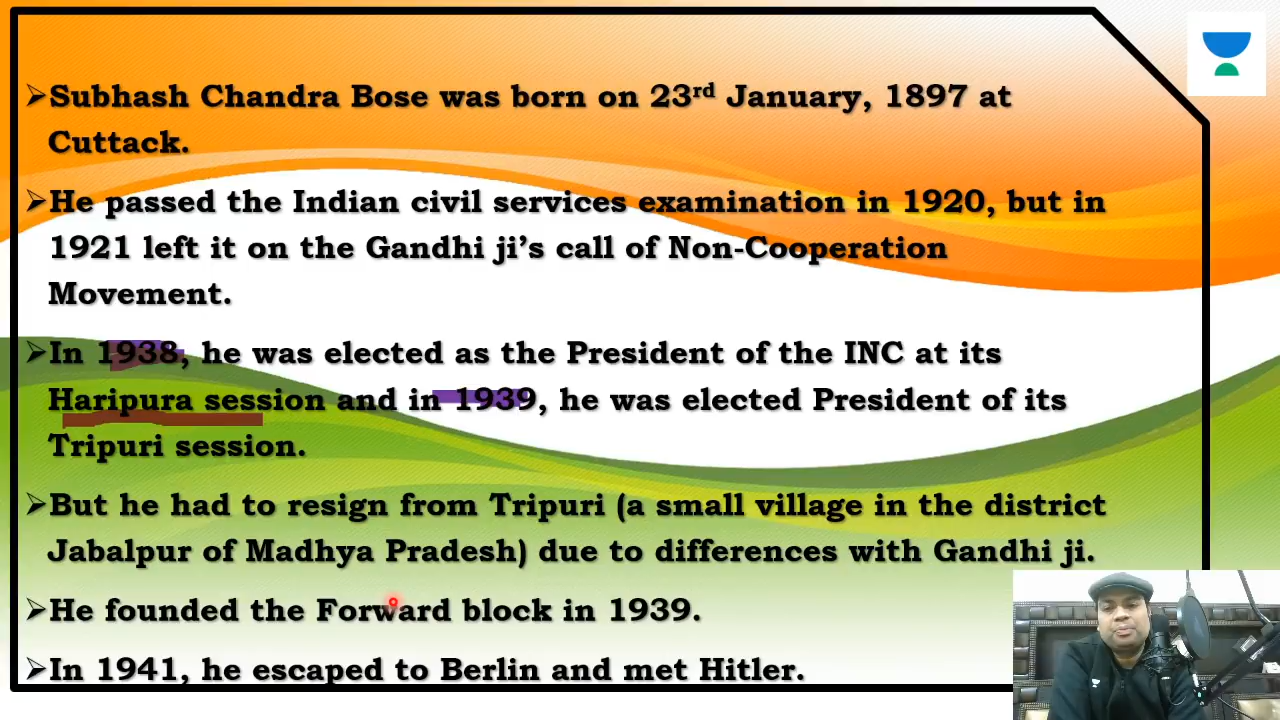 ➢Subhash Chandra Bose was born on 23rd January, 1897 at
Cuttack.
➢He passed the Indian civil services examination in 1920, but in
1921 left it on the Gandhi ji’s call of Non-Cooperation
Movement.
➢In 1938, he was elected as the President of the INC at its
Haripura session and in 1939, he was elected President of its
Tripuri session.
➢But he had to resign from Tripuri (a small village in the district
Jabalpur of Madhya Pradesh) due to differences with Gandhi ji.
➢He founded the Forward block in 1939.
➢In 1941, he escaped to Berlin and met Hitler.